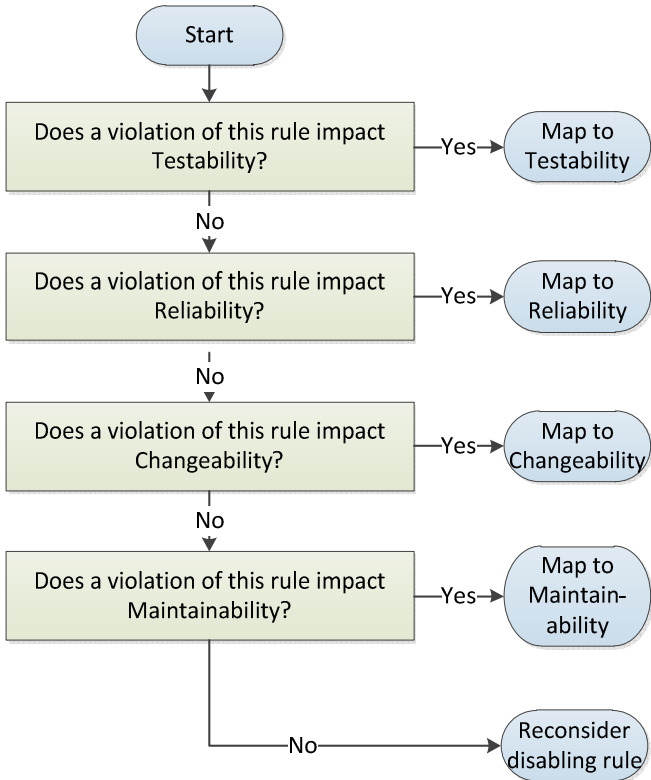 Start
Does a violation of this rule impact
Testability?
Yes
Map to
Testability
No
Does a violation of this rule impact
Reliability?
Yes
Map to
Reliability
No
Does a violation of this rule impact
Changeability?
Yes
Map to
Changeability
No
Does a violation of this rule impact
Maintainability?
Yes
Map to
Maintain-
ability
No
Reconsider
disabling rule